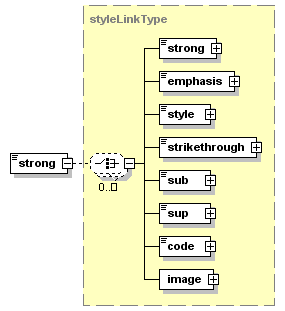 styleLinkType
strong
emphasis
style
strikethrough
strong
0..
sub
sup
code
image